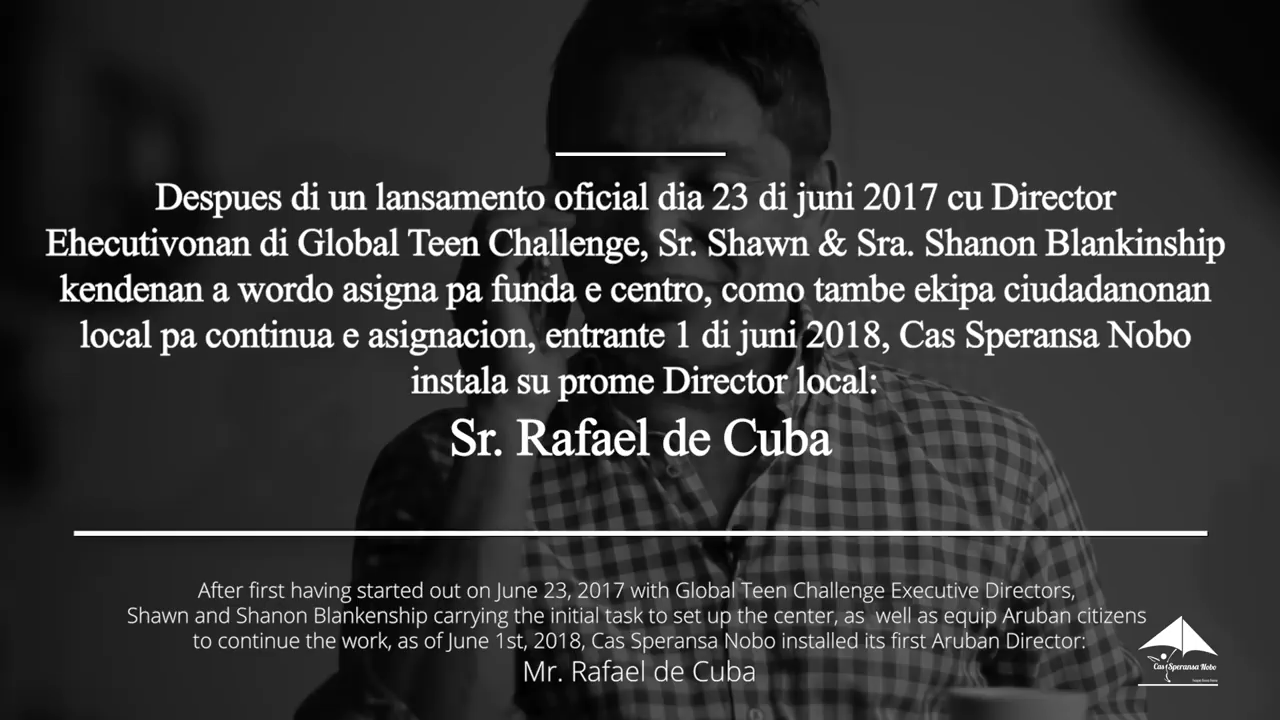 Despues di un lansamento oficial dia 23 di juni 2017 cu Director
Ehecutivonan di Global Teen Challenge, Sr. Shawn & Sra. Shanon Blankinship
kendenan a wordo asigna pa funda e centro, como tambe ekipa ciudadanonan
local pa continua e asignacion, entrante 1 di juni 2018, Cas Speransa Nobo
instala su prome Director local:
Sr. Rafael de Cuba
After first having started out on June 23, 2017 with Global Teen Challenge Executive Directors,
Shawn and Shanon Blankenship carrying the initial task to set up the center, as well as equip Aruban citizens
to continue the work, as of June 1st, 2018, Cas Speransa Nobo installed its first Aruban Director:
Mr. Rafael de Cuba
Cas Speransa Nobo